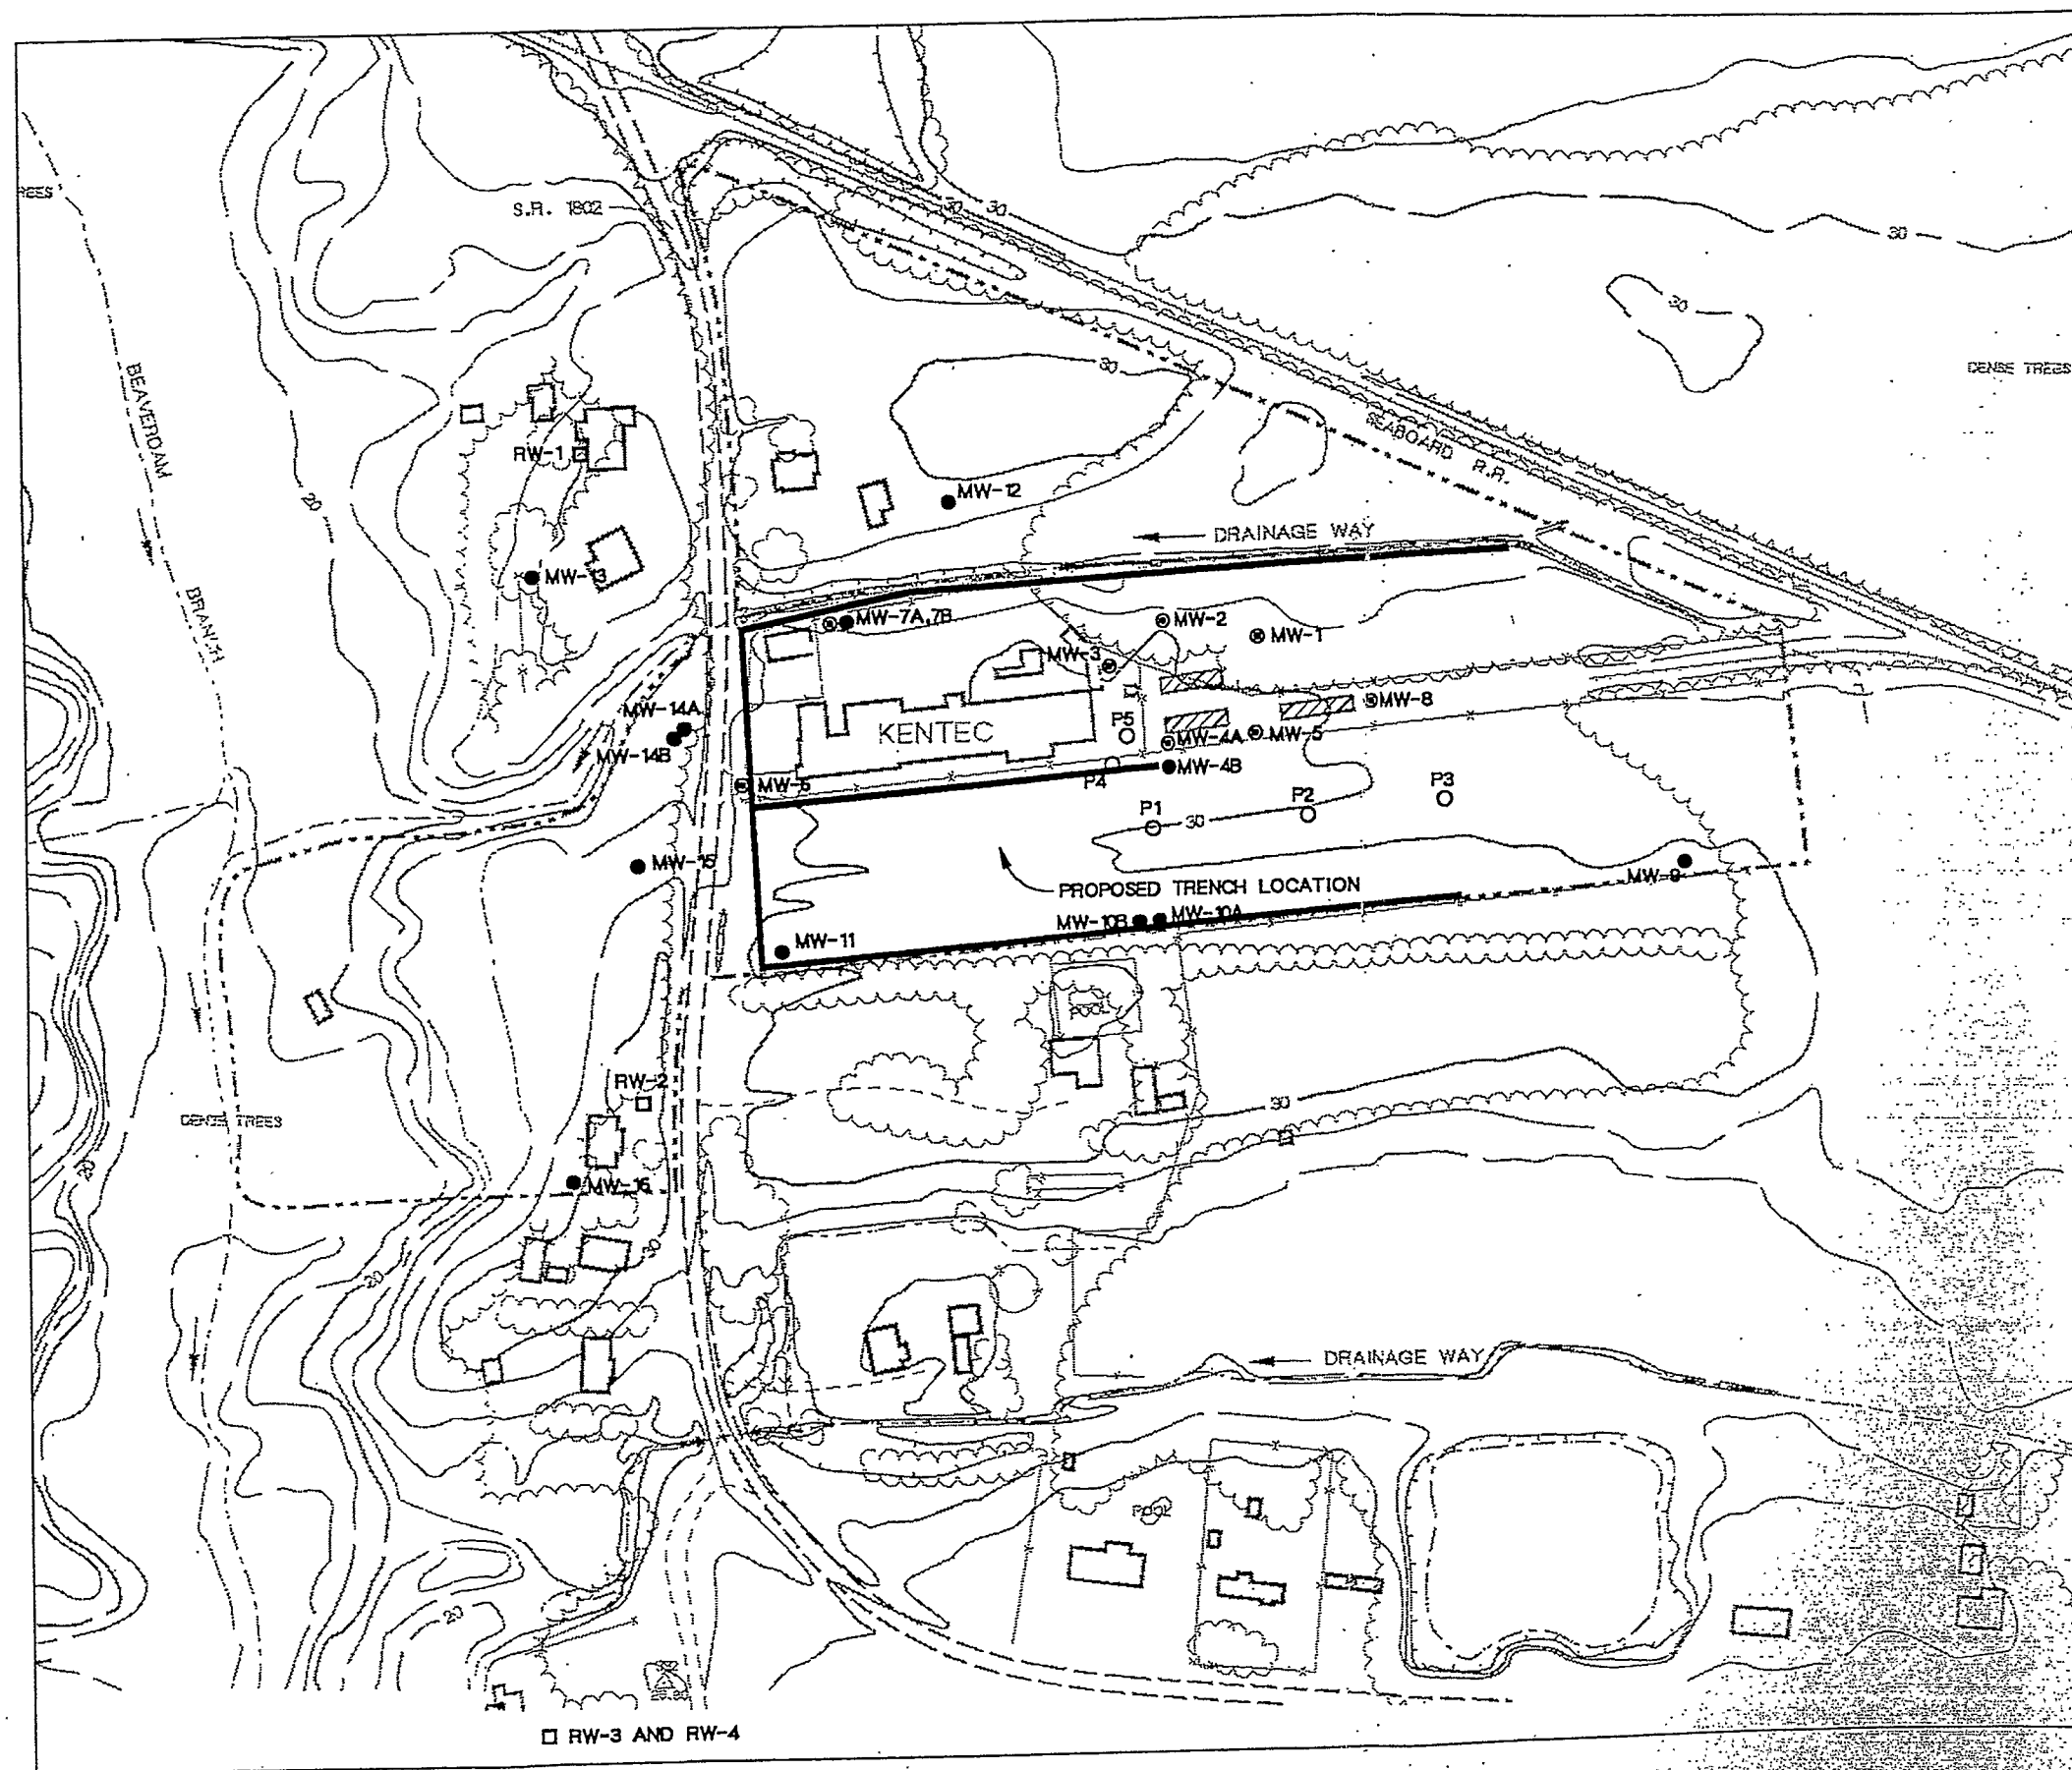 REES
S.R. 1802
30
30
30
30
DENSE TREES
BEAVERDAM
BRANCH
30
SEABOARD R.R.
RW-1
20
MW-12
DRAINAGE WAY
MW-13
MW-7A,7B
MW-2
MW-1
MW-3
MW-8
MW-14A
MW-14B
KENTEC
P5
MW-4A
MW-5
MW-6
MW-4B
P4
P3
P1
30
P2
MW-15
PROPOSED TRENCH LOCATION
MW-9
MW-10B
MW-10A
MW-11
POOL
RW-2
30
DENSE TREES
20
MW-16
30
20
DRAINAGE WAY
POOL
20
RW-3 AND RW-4